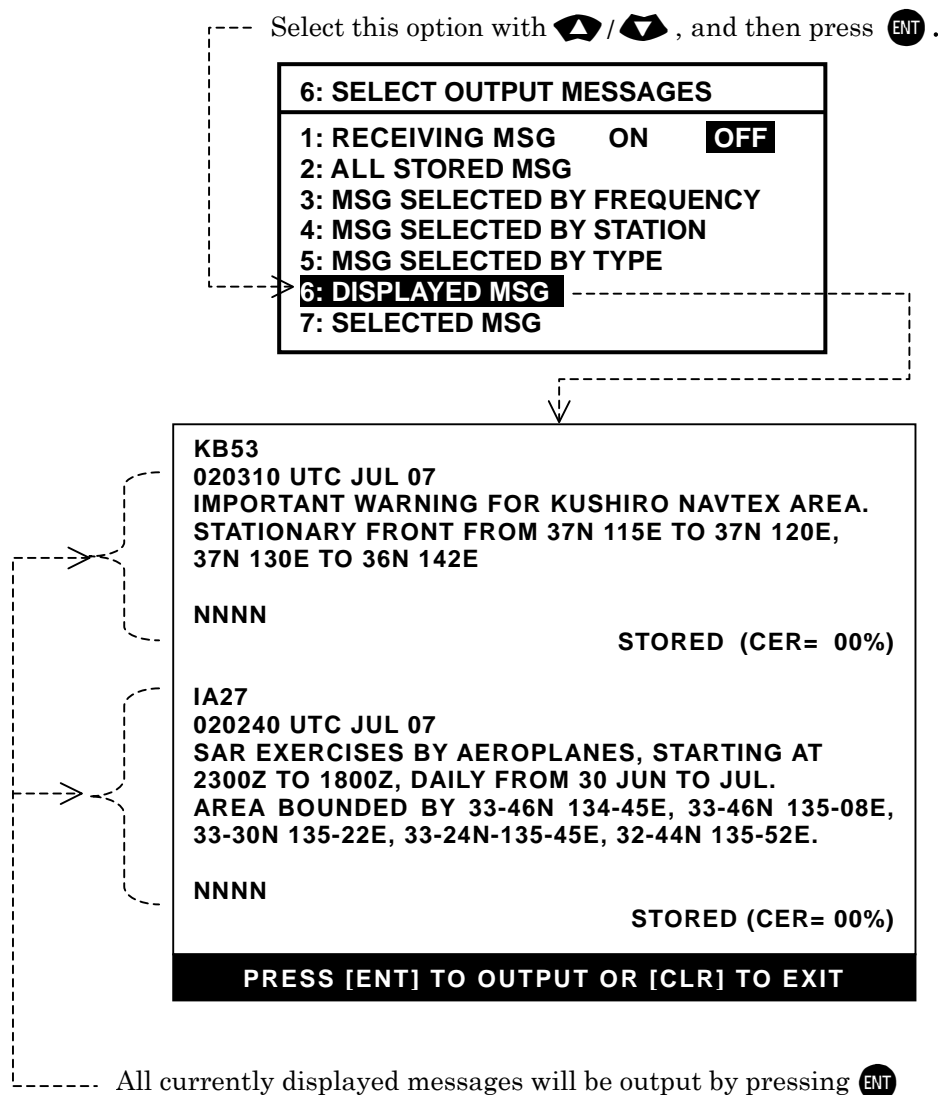 Select this option with / , and then press ENT .
6: SELECT OUTPUT MESSAGES
1: RECEIVING MSG ON OFF
2: ALL STORED MSG
3: MSG SELECTED BY FREQUENCY
4: MSG SELECTED BY STATION
5: MSG SELECTED BY TYPE
6: DISPLAYED MSG
7: SELECTED MSG
KB53
020310 UTC JUL 07
IMPORTANT WARNING FOR KUSHIRO NAVTEX AREA.
STATIONARY FRONT FROM 37N 115E TO 37N 120E,
37N 130E TO 36N 142E
NNNN
STORED (CER= 00%)
IA27
020240 UTC JUL 07
SAR EXERCISES BY AEROPLANES, STARTING AT
2300Z TO 1800Z, DAILY FROM 30 JUN TO JUL.
AREA BOUNDED BY 33-46N 134-45E, 33-46N 135-08E,
33-30N 135-22E, 33-24N-135-45E, 32-44N 135-52E.
NNNN
STORED (CER= 00%)
PRESS [ENT] TO OUTPUT OR [CLR] TO EXIT
All currently displayed messages will be output by pressing ENT